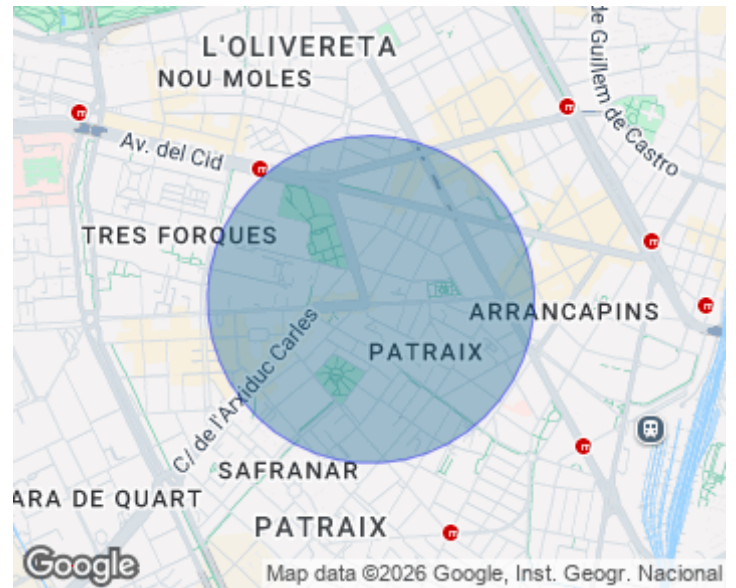 L'OLIVERETA
NOU MOLES
de Guillem de Castro
Av. del Cid
TRES FORQUES
ARRANCAPINS
PATRAIX
C/ de l'Arxiduc Carles
SAFRANAR
ARA DE QUART
PATRAIX
Google
Map data ©2026 Google, Inst. Geogr. Nacional